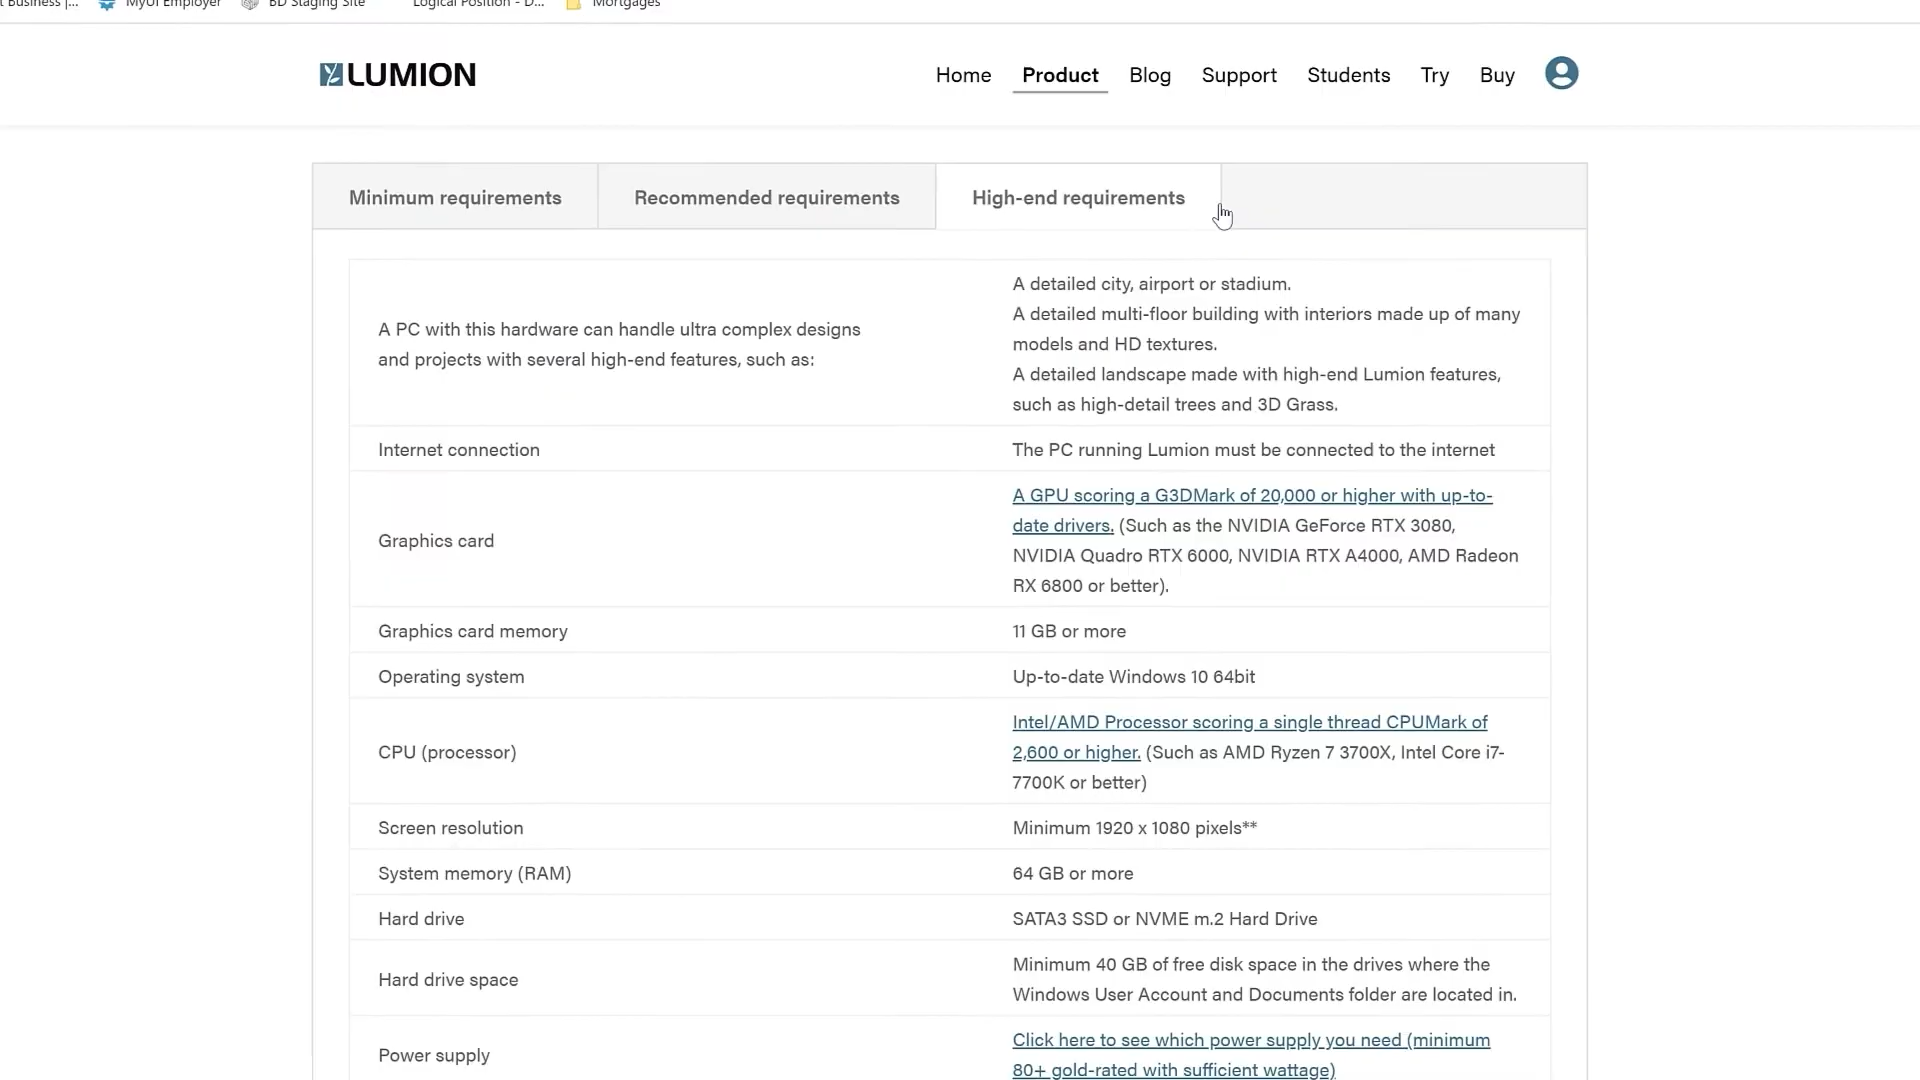 t Business |...
MyUI Employer
BD Staging Site
Logical Position - D...
Mortgages
LUMION
Home
Product
Blog
Support
Students
Try
Buy
Minimum requirements
Recommended requirements
High-end requirements
A PC with this hardware can handle ultra complex designs
and projects with several high-end features, such as:
A detailed city, airport or stadium.
A detailed multi-floor building with interiors made up of many
models and HD textures.
A detailed landscape made with high-end Lumion features,
such as high-detail trees and 3D Grass.
Internet connection
The PC running Lumion must be connected to the internet
Graphics card
A GPU scoring a G3DMark of 20,000 or higher with up-to-
date drivers. (Such as the NVIDIA GeForce RTX 3080,
NVIDIA Quadro RTX 6000, NVIDIA RTX A4000, AMD Radeon
RX 6800 or better).
Graphics card memory
11 GB or more
Operating system
Up-to-date Windows 10 64bit
CPU (processor)
Intel/AMD Processor scoring a single thread CPUMark of
2,600 or higher. (Such as AMD Ryzen 7 3700X, Intel Core i7-
7700K or better)
Screen resolution
Minimum 1920 x 1080 pixels**
System memory (RAM)
64 GB or more
Hard drive
SATA3 SSD or NVME m.2 Hard Drive
Hard drive space
Minimum 40 GB of free disk space in the drives where the
Windows User Account and Documents folder are located in.
Power supply
Click here to see which power supply you need (minimum
80+ gold-rated with sufficient wattage)